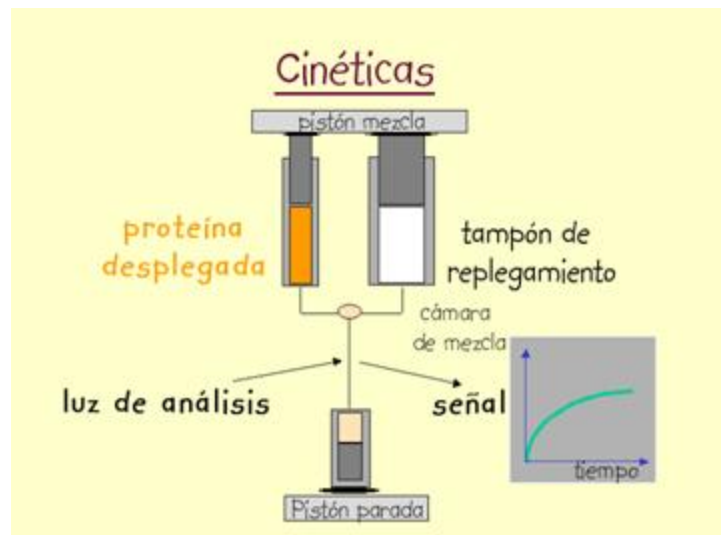 Cinéticas
pistón mezcla
proteína
desplegada
tampón de
replegamiento
cámara
de mezcla
luz de análisis
señal
tiempo
Pistón parada